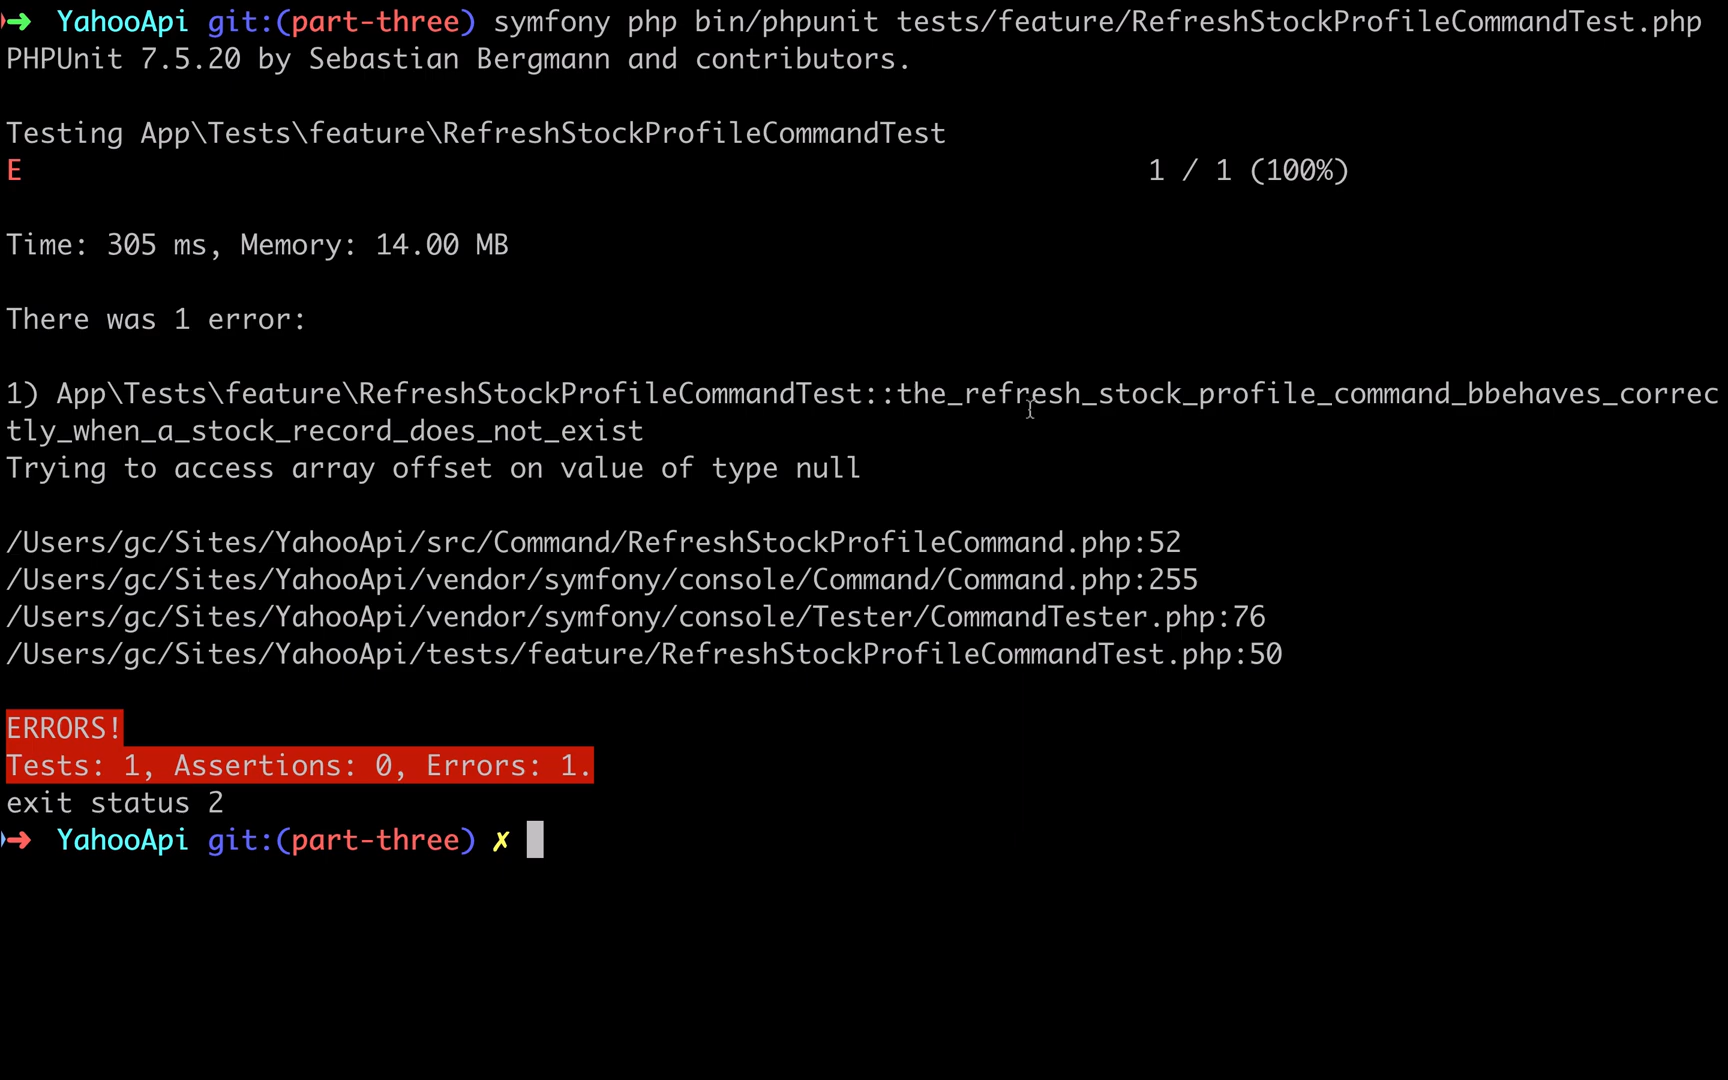 ➜ YahooApi git:(part-three) symfony php bin/phpunit tests/feature/RefreshStockProfileCommandTest.php
PHPUnit 7.5.20 by Sebastian Bergmann and contributors.
Testing App\Tests\feature\RefreshStockProfileCommandTest
E 1 / 1 (100%)
Time: 305 ms, Memory: 14.00 MB
There was 1 error:
1) App\Tests\feature\RefreshStockProfileCommandTest::the_refresh_stock_profile_command_bbehaves_correc
tly_when_a_stock_record_does_not_exist
Trying to access array offset on value of type null
/Users/gc/Sites/YahooApi/src/Command/RefreshStockProfileCommand.php:52
/Users/gc/Sites/YahooApi/vendor/symfony/console/Command/Command.php:255
/Users/gc/Sites/YahooApi/vendor/symfony/console/Tester/CommandTester.php:76
/Users/gc/Sites/YahooApi/tests/feature/RefreshStockProfileCommandTest.php:50
ERRORS!
Tests: 1, Assertions: 0, Errors: 1.
exit status 2
➜ YahooApi git:(part-three) ✗